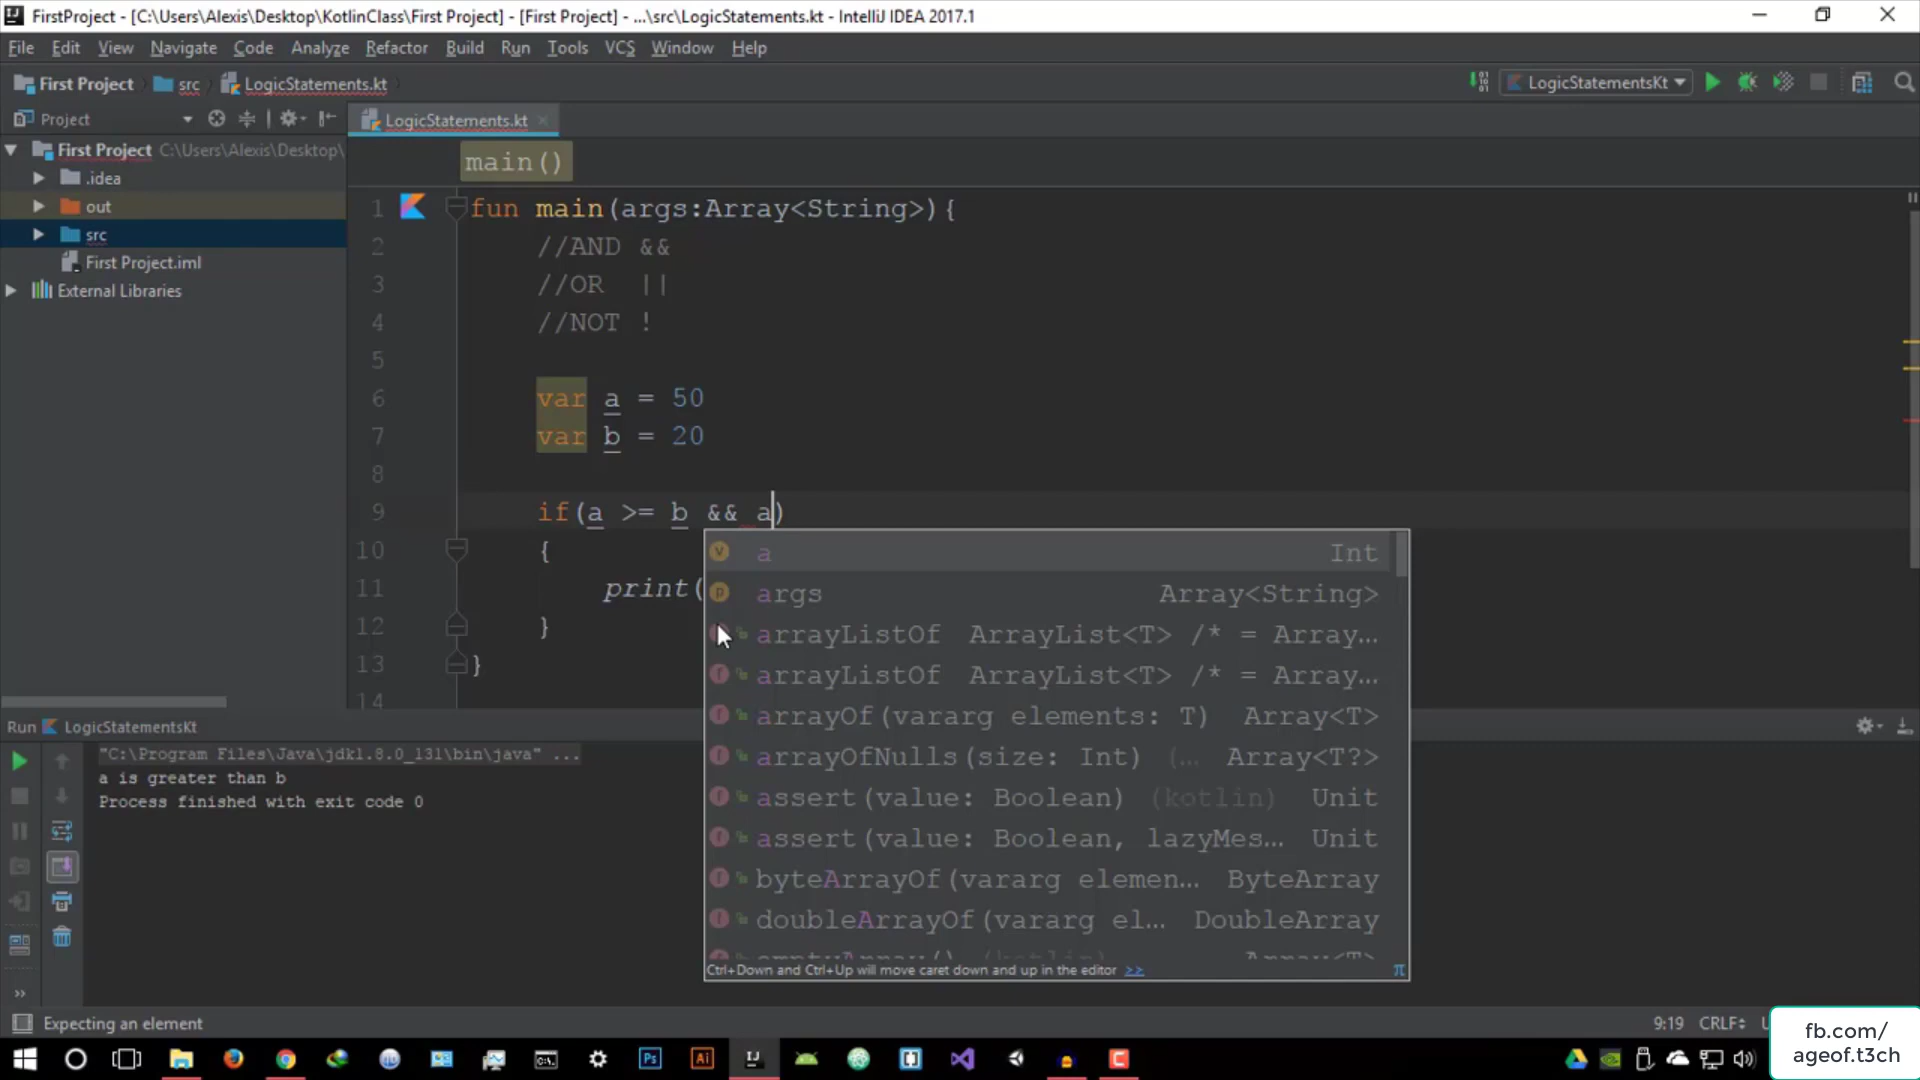 FirstProject - [C:\Users\Alexis\Desktop\KotlinClass\First Project] - [First Project] - ...\src\LogicStatements.kt - IntelliJ IDEA 2017.1
File Edit View Navigate Code Analyze Refactor Build Run Tools VCS Window Help
First Project src LogicStatements.kt
LogicStatementsKt
Project
LogicStatements.kt
First Project C:\Users\Alexis\Desktop\
.idea
out
src
First Project.iml
External Libraries
main()
1 fun main(args:Array<String>){
2 //AND &&
3 //OR ||
4 //NOT !
5
6 var a = 50
7 var b = 20
8
9 if(a >= b && a)
10 {
11 print(
12 }
13 }
14
a Int
args Array<String>
arrayListOf ArrayList<T> /* = Array...
arrayListOf ArrayList<T> /* = Array...
arrayOf(vararg elements: T) Array<T>
arrayOfNulls(size: Int) (... Array<T?>
assert(value: Boolean) (kotlin) Unit
assert(value: Boolean, lazyMes... Unit
byteArrayOf(vararg elemen... ByteArray
doubleArrayOf(vararg el... DoubleArray
Ctrl+Down and Ctrl+Up will move caret down and up in the editor >>
π
Run LogicStatementsKt
"C:\Program Files\Java\jdk1.8.0_131\bin\java" ...
a is greater than b
Process finished with exit code 0
Expecting an element
9:19 CRLF
fb.com/
ageof.t3ch